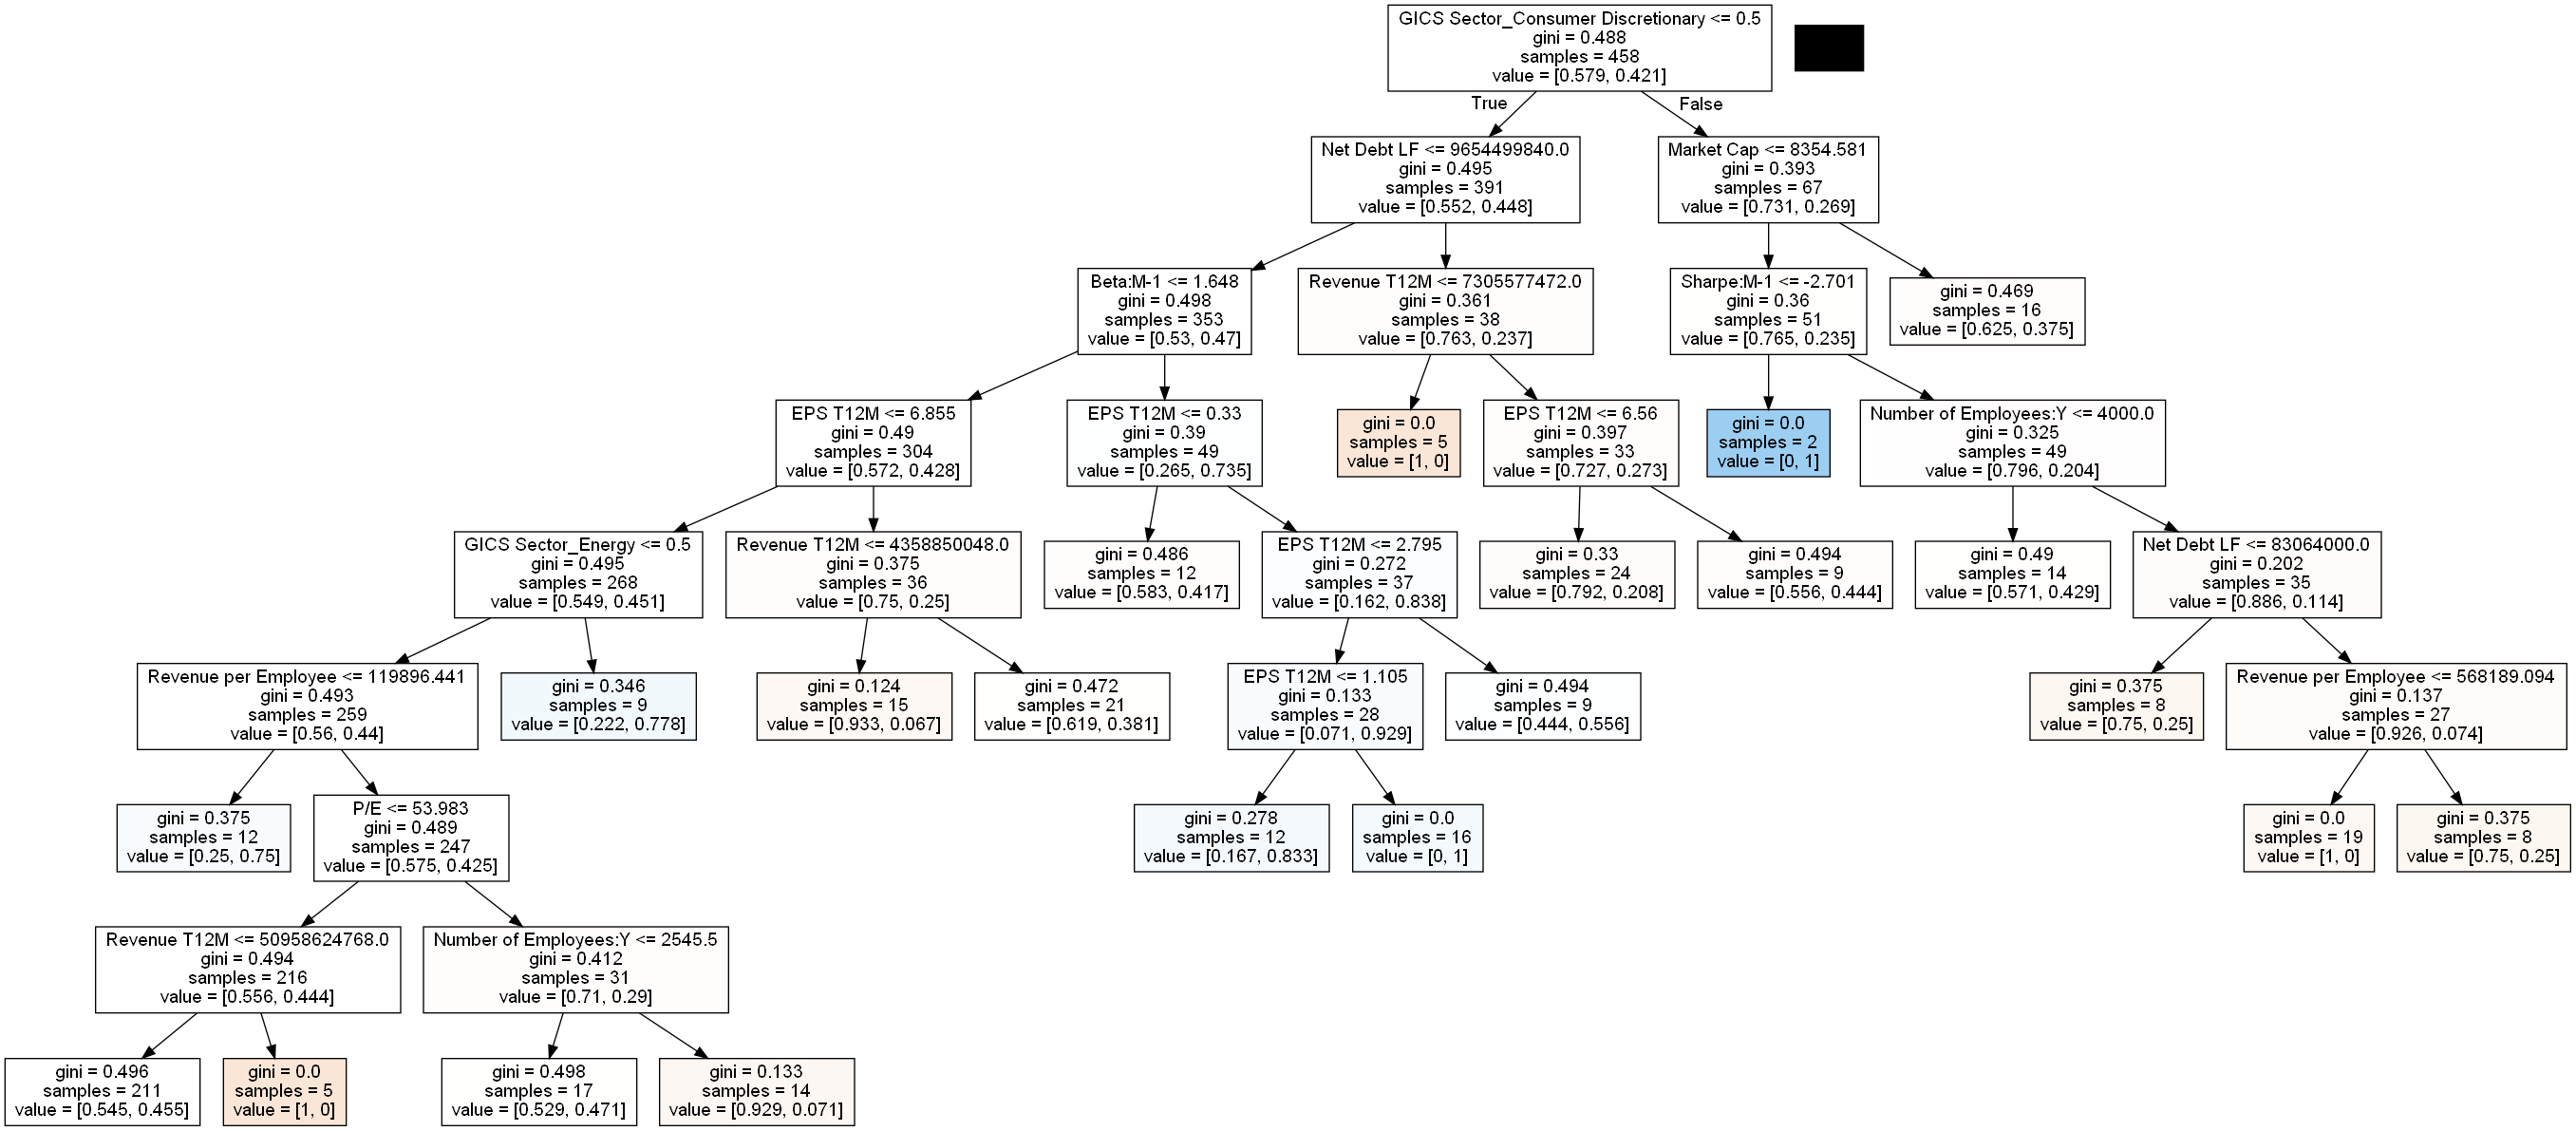 GICS Sector_Consumer Discretionary <= 0.5
gini = 0.488
samples = 458
value = [0.579, 0.421]
True
False
Net Debt LF <= 9654499840.0
gini = 0.495
samples = 391
value = [0.552, 0.448]
Market Cap <= 8354.581
gini = 0.393
samples = 67
value = [0.731, 0.269]
Beta:M-1 <= 1.648
gini = 0.498
samples = 353
value = [0.53, 0.47]
Revenue T12M <= 7305577472.0
gini = 0.361
samples = 38
value = [0.763, 0.237]
Sharpe:M-1 <= -2.701
gini = 0.36
samples = 51
value = [0.765, 0.235]
gini = 0.469
samples = 16
value = [0.625, 0.375]
EPS T12M <= 6.855
gini = 0.49
samples = 304
value = [0.572, 0.428]
EPS T12M <= 0.33
gini = 0.39
samples = 49
value = [0.265, 0.735]
gini = 0.0
samples = 5
value = [1, 0]
EPS T12M <= 6.56
gini = 0.397
samples = 33
value = [0.727, 0.273]
gini = 0.0
samples = 2
value = [0, 1]
Number of Employees:Y <= 4000.0
gini = 0.325
samples = 49
value = [0.796, 0.204]
GICS Sector_Energy <= 0.5
gini = 0.495
samples = 268
value = [0.549, 0.451]
Revenue T12M <= 4358850048.0
gini = 0.375
samples = 36
value = [0.75, 0.25]
gini = 0.486
samples = 12
value = [0.583, 0.417]
EPS T12M <= 2.795
gini = 0.272
samples = 37
value = [0.162, 0.838]
gini = 0.33
samples = 24
value = [0.792, 0.208]
gini = 0.494
samples = 9
value = [0.556, 0.444]
gini = 0.49
samples = 14
value = [0.571, 0.429]
Net Debt LF <= 83064000.0
gini = 0.202
samples = 35
value = [0.886, 0.114]
Revenue per Employee <= 119896.441
gini = 0.493
samples = 259
value = [0.56, 0.44]
gini = 0.346
samples = 9
value = [0.222, 0.778]
gini = 0.124
samples = 15
value = [0.933, 0.067]
gini = 0.472
samples = 21
value = [0.619, 0.381]
EPS T12M <= 1.105
gini = 0.133
samples = 28
value = [0.071, 0.929]
gini = 0.494
samples = 9
value = [0.444, 0.556]
gini = 0.375
samples = 8
value = [0.75, 0.25]
Revenue per Employee <= 568189.094
gini = 0.137
samples = 27
value = [0.926, 0.074]
gini = 0.375
samples = 12
value = [0.25, 0.75]
P/E <= 53.983
gini = 0.489
samples = 247
value = [0.575, 0.425]
gini = 0.278
samples = 12
value = [0.167, 0.833]
gini = 0.0
samples = 16
value = [0, 1]
gini = 0.0
samples = 19
value = [1, 0]
gini = 0.375
samples = 8
value = [0.75, 0.25]
Revenue T12M <= 50958624768.0
gini = 0.494
samples = 216
value = [0.556, 0.444]
Number of Employees:Y <= 2545.5
gini = 0.412
samples = 31
value = [0.71, 0.29]
gini = 0.496
samples = 211
value = [0.545, 0.455]
gini = 0.0
samples = 5
value = [1, 0]
gini = 0.498
samples = 17
value = [0.529, 0.471]
gini = 0.133
samples = 14
value = [0.929, 0.071]